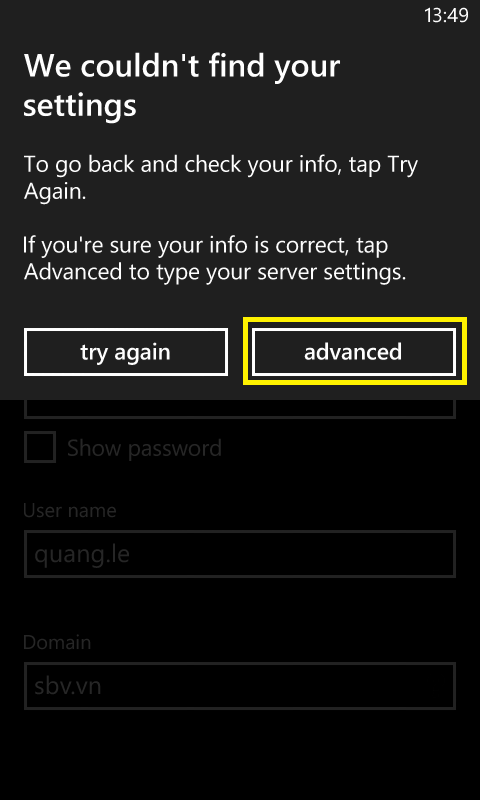 13:49
We couldn't find your
settings
To go back and check your info, tap Try
Again.
If you're sure your info is correct, tap
Advanced to type your server settings.
try again
advanced
Show password
User name
quang.le
Domain
sbv.vn